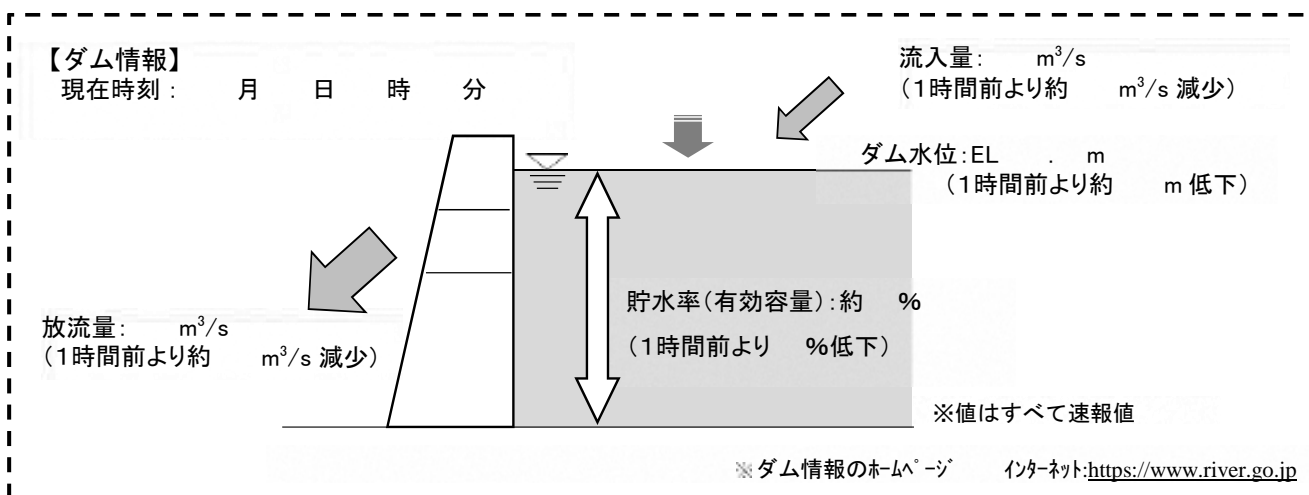 【ダム情報】
現在時刻： 月 日 時 分
流入量： m³/s
（1時間前より約 m³/s 減少）
ダム水位：EL . m
（1時間前より約 m 低下）
貯水率（有効容量）：約 %
（1時間前より %低下）
放流量： m³/s
（1時間前より約 m³/s 減少）
※値はすべて速報値
※ダム情報のﾎｰﾑﾍﾟｰｼﾞ ｲﾝﾀｰﾈｯﾄ:https://www.river.go.jp